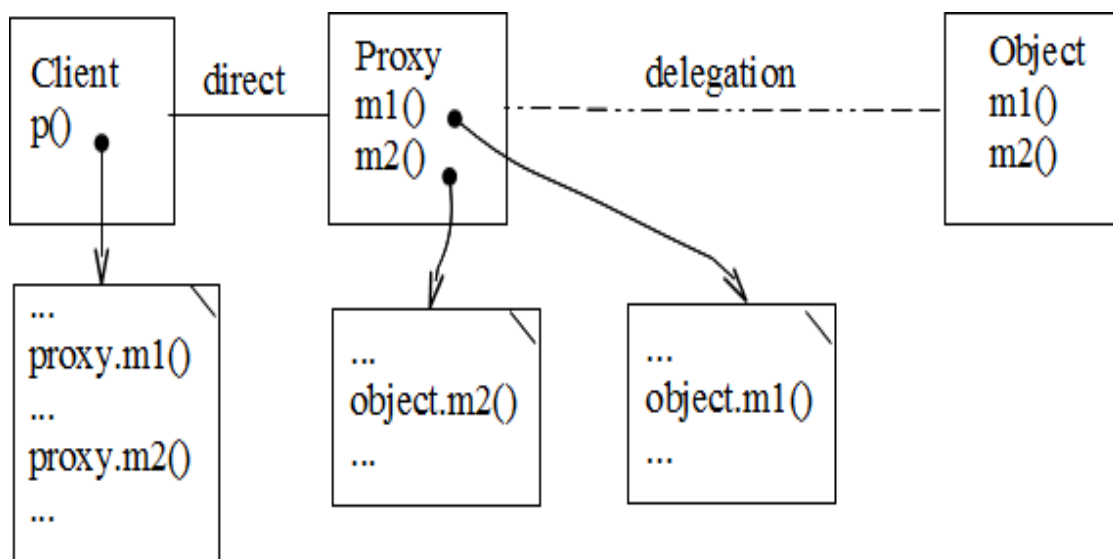 Client
p()
direct
Proxy
m1()
m2()
delegation
Object
m1()
m2()
...
proxy.m1()
...
proxy.m2()
...
...
object.m2()
...
...
object.m1()
...